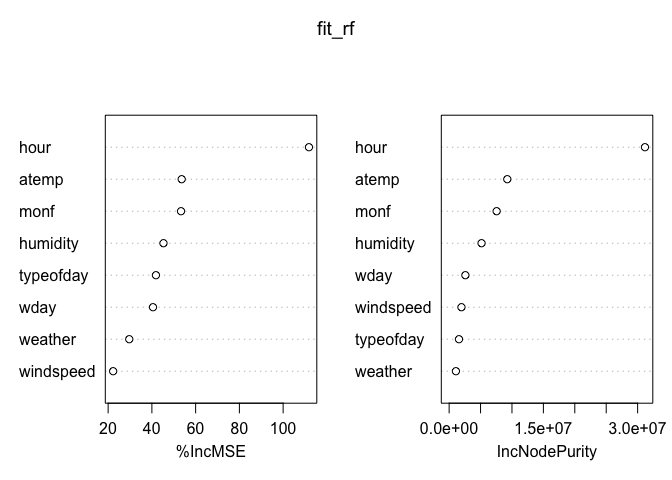 fit_rf
hour
atemp
monf
humidity
typeofday
wday
weather
windspeed
20 40 60 80 100
%IncMSE
hour
atemp
monf
humidity
wday
windspeed
typeofday
weather
0.0e+00 1.5e+07 3.0e+07
IncNodePurity